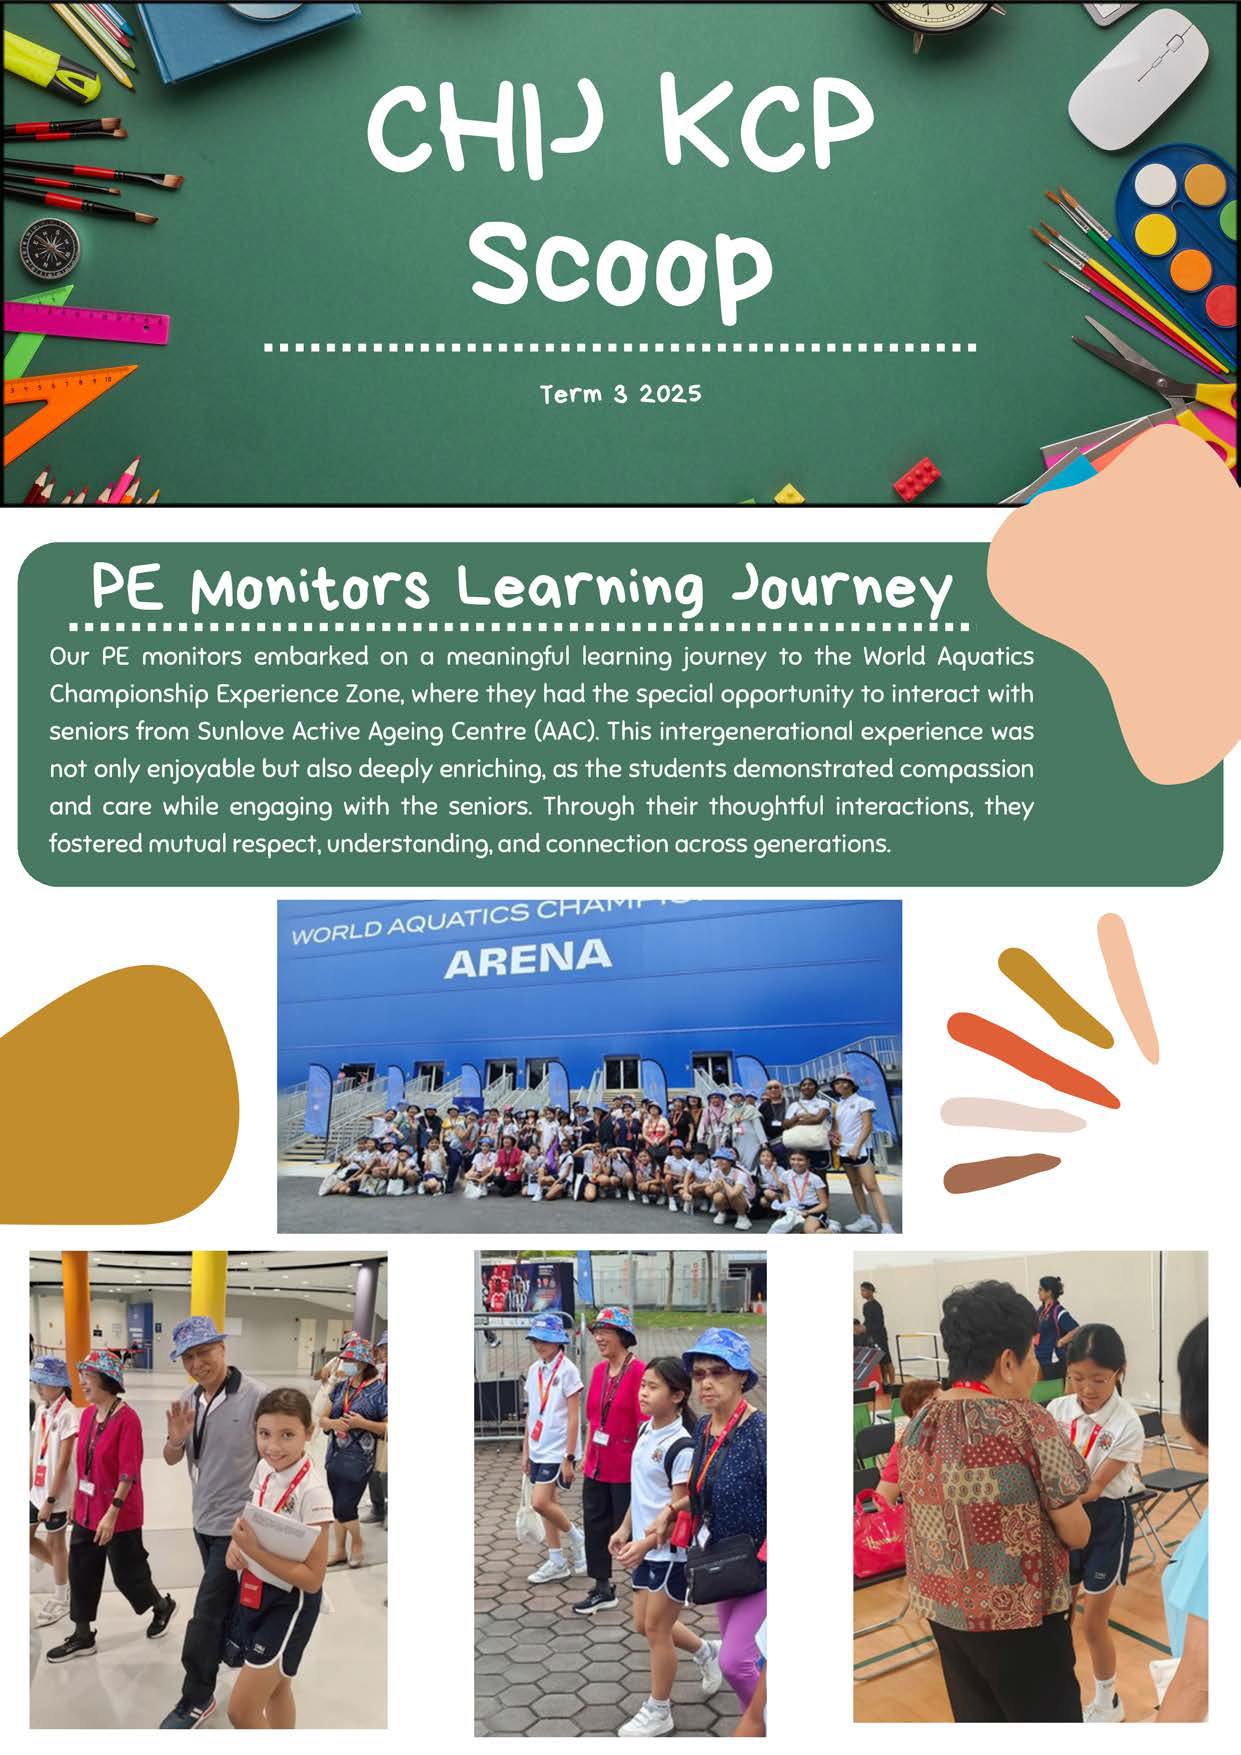 CHIJ KCP
Scoop
Term 3 2025
PE Monitors Learning Journey
Our PE monitors embarked on a meaningful learning journey to the World Aquatics
Championship Experience Zone, where they had the special opportunity to interact with
seniors from Sunlove Active Ageing Centre (AAC). This intergenerational experience was
not only enjoyable but also deeply enriching, as the students demonstrated compassion
and care while engaging with the seniors. Through their thoughtful interactions, they
fostered mutual respect, understanding, and connection across generations.
WORLD AQUATICS
ARENA